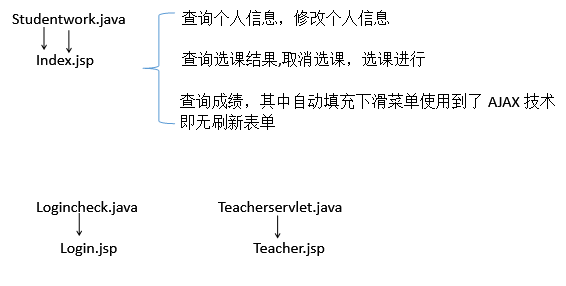 Studentwork.java
Index.jsp
查询个人信息，修改个人信息
查询选课结果,取消选课，选课进行
查询成绩，其中自动填充下滑菜单使用到了 AJAX 技术
即无刷新表单
Logincheck.java
Login.jsp
Teacherservlet.java
Teacher.jsp